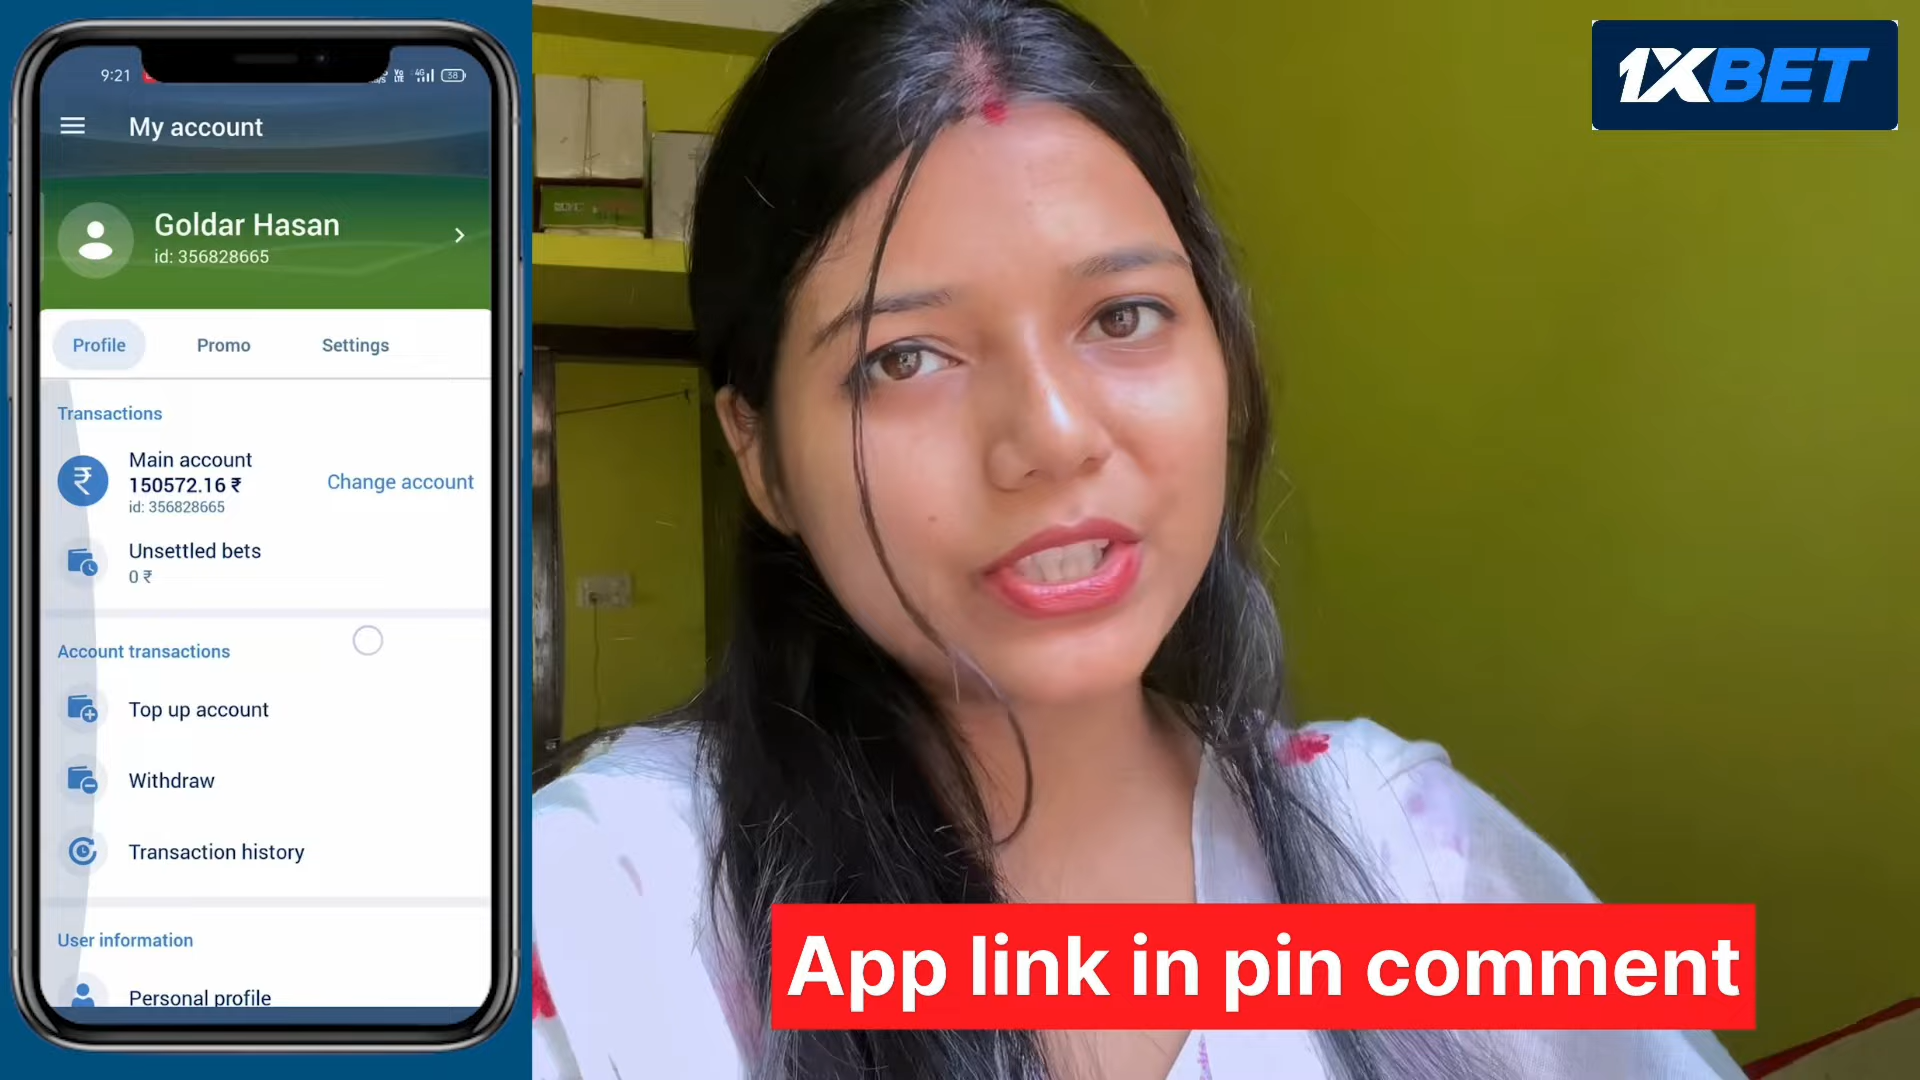 9:21
4G
38
My account
Goldar Hasan
id: 356828665
Profile
Promo
Settings
Transactions
Main account
150572.16 ₹
id: 356828665
Change account
Unsettled bets
0 ₹
Account transactions
Top up account
Withdraw
Transaction history
User information
Personal profile
1XBET
App link in pin comment